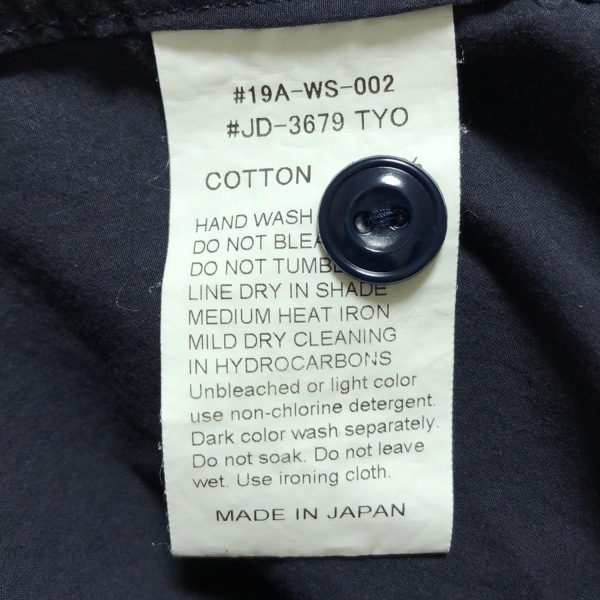 #19A-WS-002
#JD-3679 TYO
COTTON
HAND WASH
DO NOT
DO NOT
LINE DRY IN SHADE
MEDIUM HEAT IRON
MILD DRY CLEANING
IN HYDROCARBONS
Unbleached or light color
use non-chlorine detergent.
Dark color wash separately.
Do not soak. Do not leave
wet. Use ironing cloth.
MADE IN JAPAN